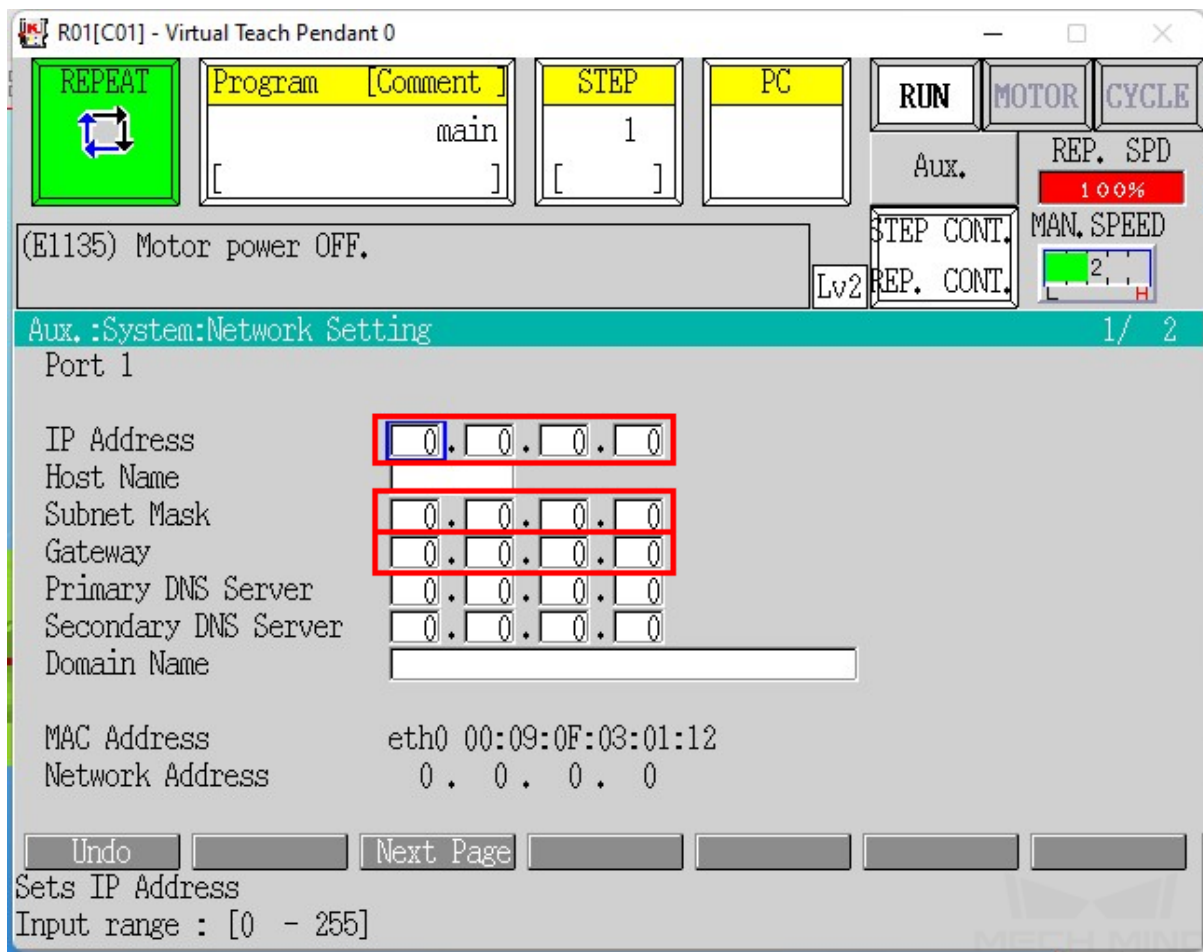 R01[C01] - Virtual Teach Pendant 0
REPEAT
Program [Comment ]
main
[ ]
STEP
1
[ ]
PC
RUN
MOTOR
CYCLE
Aux.
REP. SPD
100%
STEP CONT.
REP. CONT.
MAN.SPEED
2
L H
(E1135) Motor power OFF.
Lv2
Aux.:System:Network Setting 1/ 2
Port 1
IP Address 0. 0. 0. 0
Host Name
Subnet Mask 0. 0. 0. 0
Gateway 0. 0. 0. 0
Primary DNS Server 0. 0. 0. 0
Secondary DNS Server 0. 0. 0. 0
Domain Name
MAC Address eth0 00:09:0F:03:01:12
Network Address 0. 0. 0. 0
Undo Next Page
Sets IP Address
Input range : [0 - 255]
MECH MIND